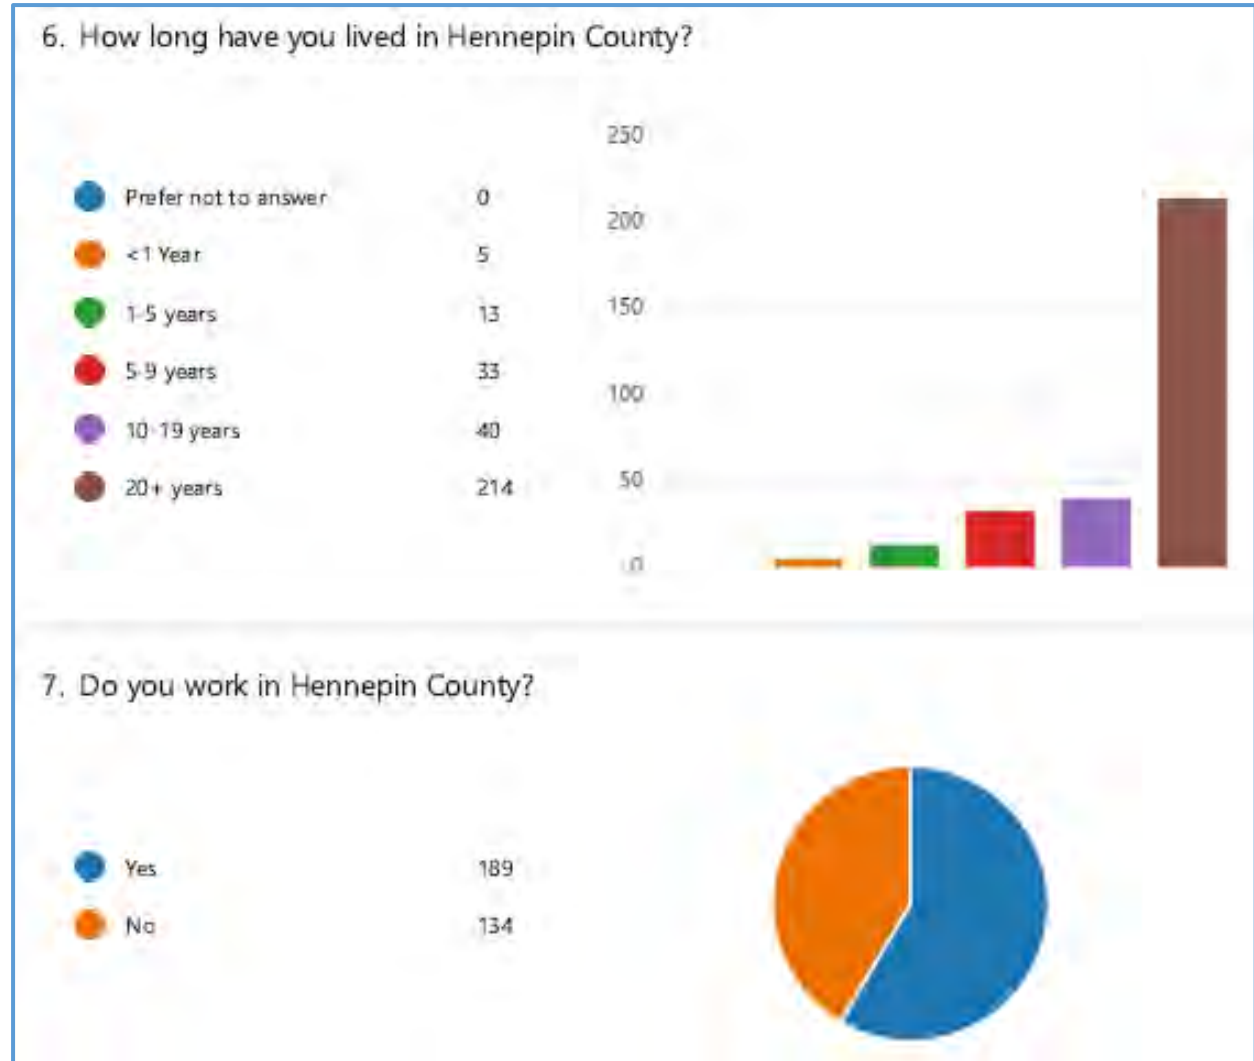 6. How long have you lived in Hennepin County?
Prefer not to answer 0
<1 Year 5
1-5 years 13
5-9 years 33
10-19 years 40
20+ years 214
250
200
150
100
50
0
7. Do you work in Hennepin County?
Yes 189
No 134